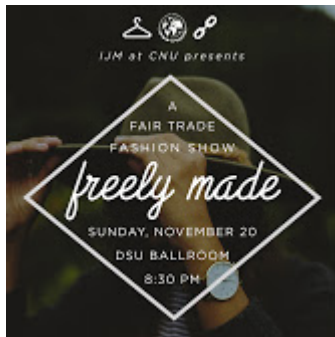 IJM at CNU presents
A
FAIR TRADE
FASHION SHOW
freely made
SUNDAY, NOVEMBER 20
DSU BALLROOM
8:30 PM